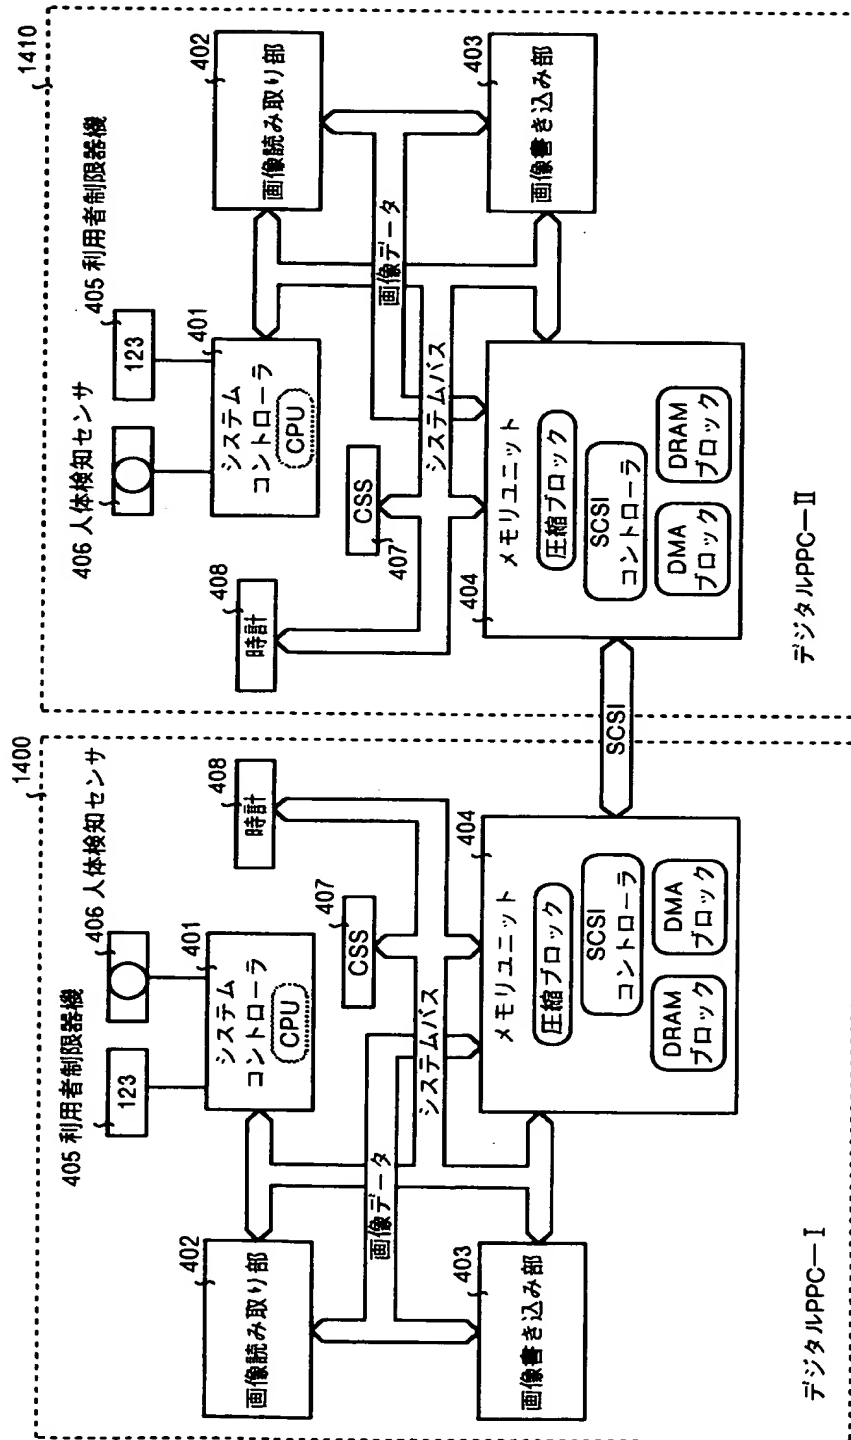 1400
405 利用者制限器機
406 人体検知センサ
123
401
システム
コントローラ
CPU
402
画像読み取り部
408
時計
407
CSS
画像データ
システムバス
403
画像書き込み部
404
メモリユニット
圧縮ブロック
SCSI
コントローラ
DRAM
ブロック
DMA
ブロック
デジタルPPC－I
SCSI
1410
406 人体検知センサ
405 利用者制限器機
123
401
システム
コントローラ
CPU
402
画像読み取り部
408
時計
407
CSS
画像データ
システムバス
403
画像書き込み部
404
メモリユニット
圧縮ブロック
SCSI
コントローラ
DMA
ブロック
DRAM
ブロック
デジタルPPC－II